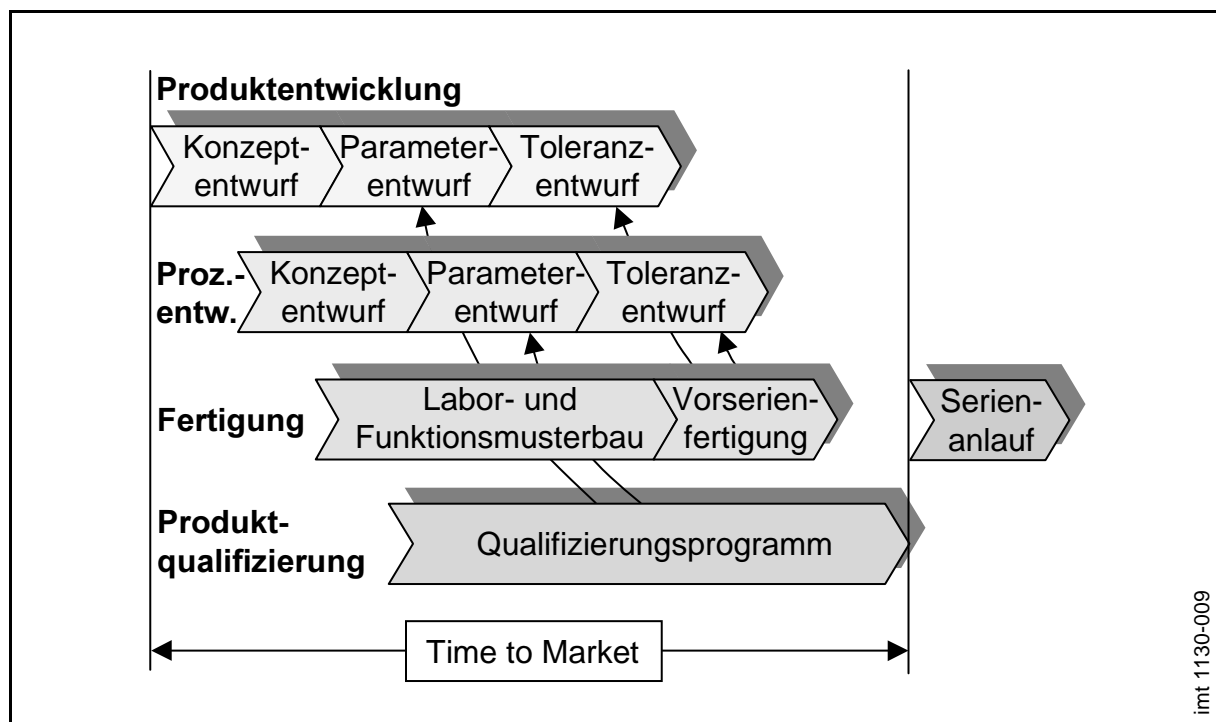 Produktentwicklung
Konzept-
entwurf
Parameter-
entwurf
Toleranz-
entwurf
Proz.-
entw.
Konzept-
entwurf
Parameter-
entwurf
Toleranz-
entwurf
Fertigung
Labor- und
Funktionsmusterbau
Vorserien-
fertigung
Serien-
anlauf
Produkt-
qualifizierung
Qualifizierungsprogramm
Time to Market
imt 1130-009